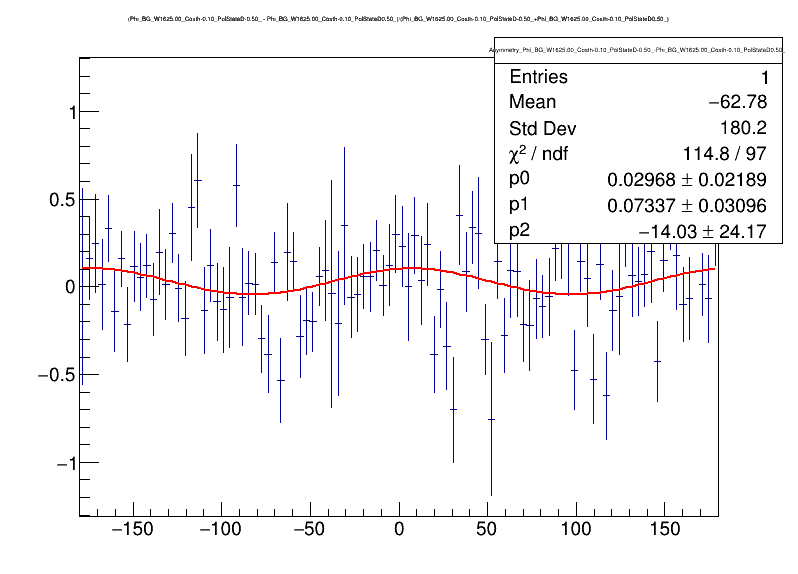 (Phi_BG_W1625.00_Costh-0.10_PolStateD-0.50_ - Phi_BG_W1625.00_Costh-0.10_PolStateD0.50_)/(Phi_BG_W1625.00_Costh-0.10_PolStateD-0.50_+Phi_BG_W1625.00_Costh-0.10_PolStateD0.50_)
Asymmetry_Phi_BG_W1625.00_Costh-0.10_PolStateD-0.50_-Phi_BG_W1625.00_Costh-0.10_PolStateD0.50_
Entries 1
Mean −62.78
Std Dev 180.2
χ² / ndf 114.8 / 97
p0 0.02968 ± 0.02189
p1 0.07337 ± 0.03096
p2 −14.03 ± 24.17
1
0.5
0
−0.5
−1
−150 −100 −50 0 50 100 150